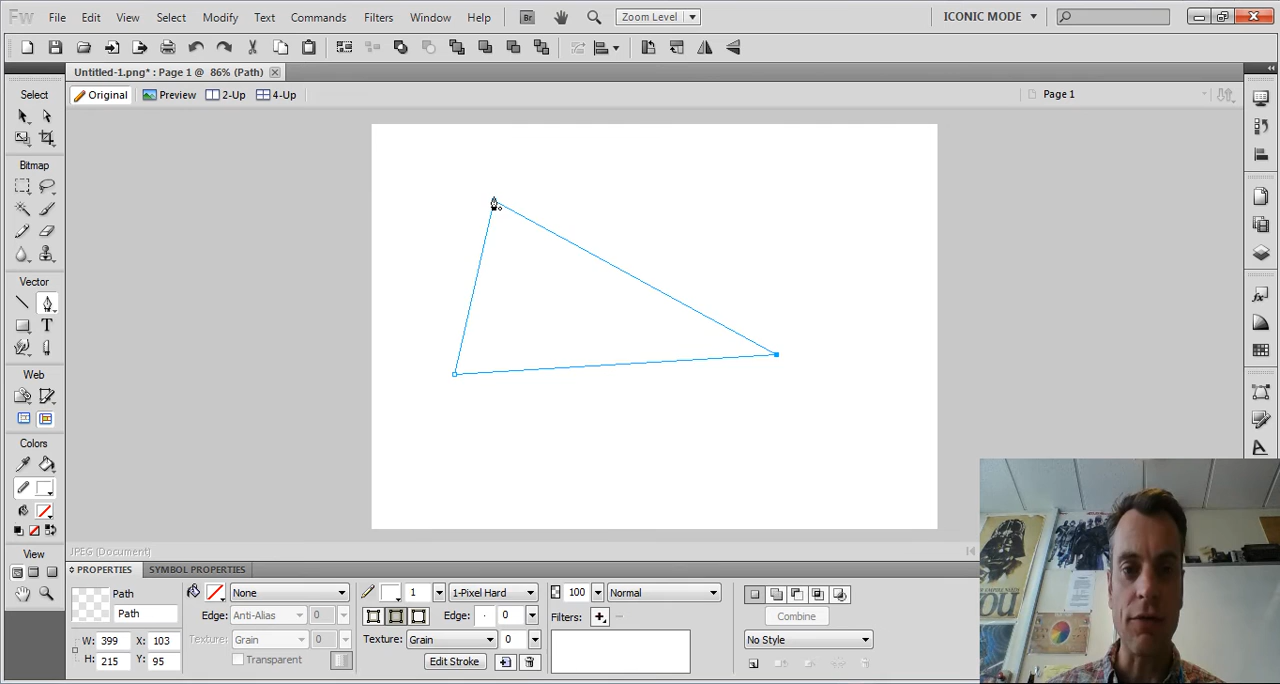 Fw File Edit View Select Modify Text Commands Filters Window Help Br Zoom Level ICONIC MODE
Untitled-1.png* : Page 1 @ 86% (Path)
Select Original Preview 2-Up 4-Up Page 1
Bitmap
Vector
T
Web
Colors
View
JPEG (Document)
PROPERTIES SYMBOL PROPERTIES
Path None 1 1-Pixel Hard 100 Normal
Path Edge: Anti-Alias 0 Edge: 0 Filters: Combine
W: 399 X: 103 Texture: Grain 0 Texture: Grain 0 No Style
H: 215 Y: 95 Transparent Edit Stroke
fx
A
YOU